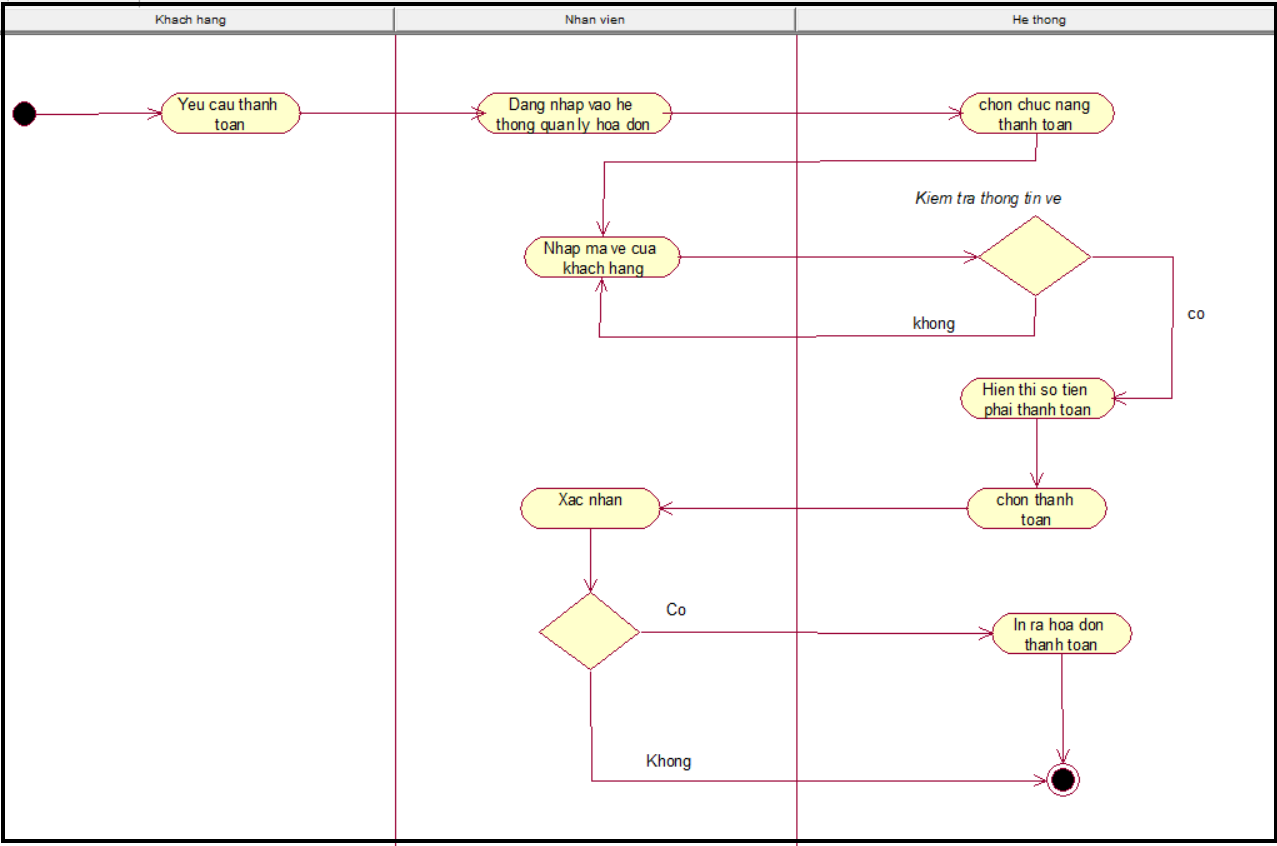 Khach hang
Nhan vien
He thong
Yeu cau thanh
toan
Dang nhap vao he
thong quan ly hoa don
chon chuc nang
thanh toan
Kiem tra thong tin ve
Nhap ma ve cua
khach hang
co
khong
Hien thi so tien
phai thanh toan
Xac nhan
chon thanh
toan
Co
In ra hoa don
thanh toan
Khong